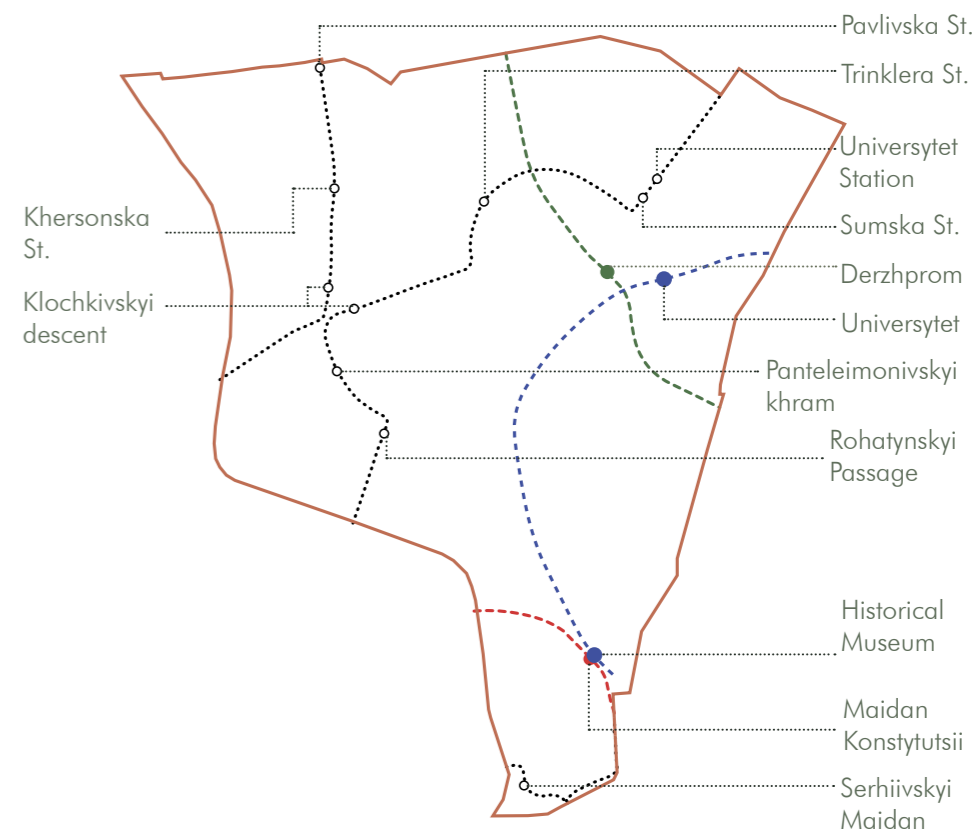 Pavlivska St.
Trinklera St.
Universytet
Station
Khersonska
St.
Sumska St.
Derzhprom
Klochkivskyi
descent
Universytet
Panteleimonivskyi
khram
Rohatynskyi
Passage
Historical
Museum
Maidan
Konstytutsii
Serhiivskyi
Maidan